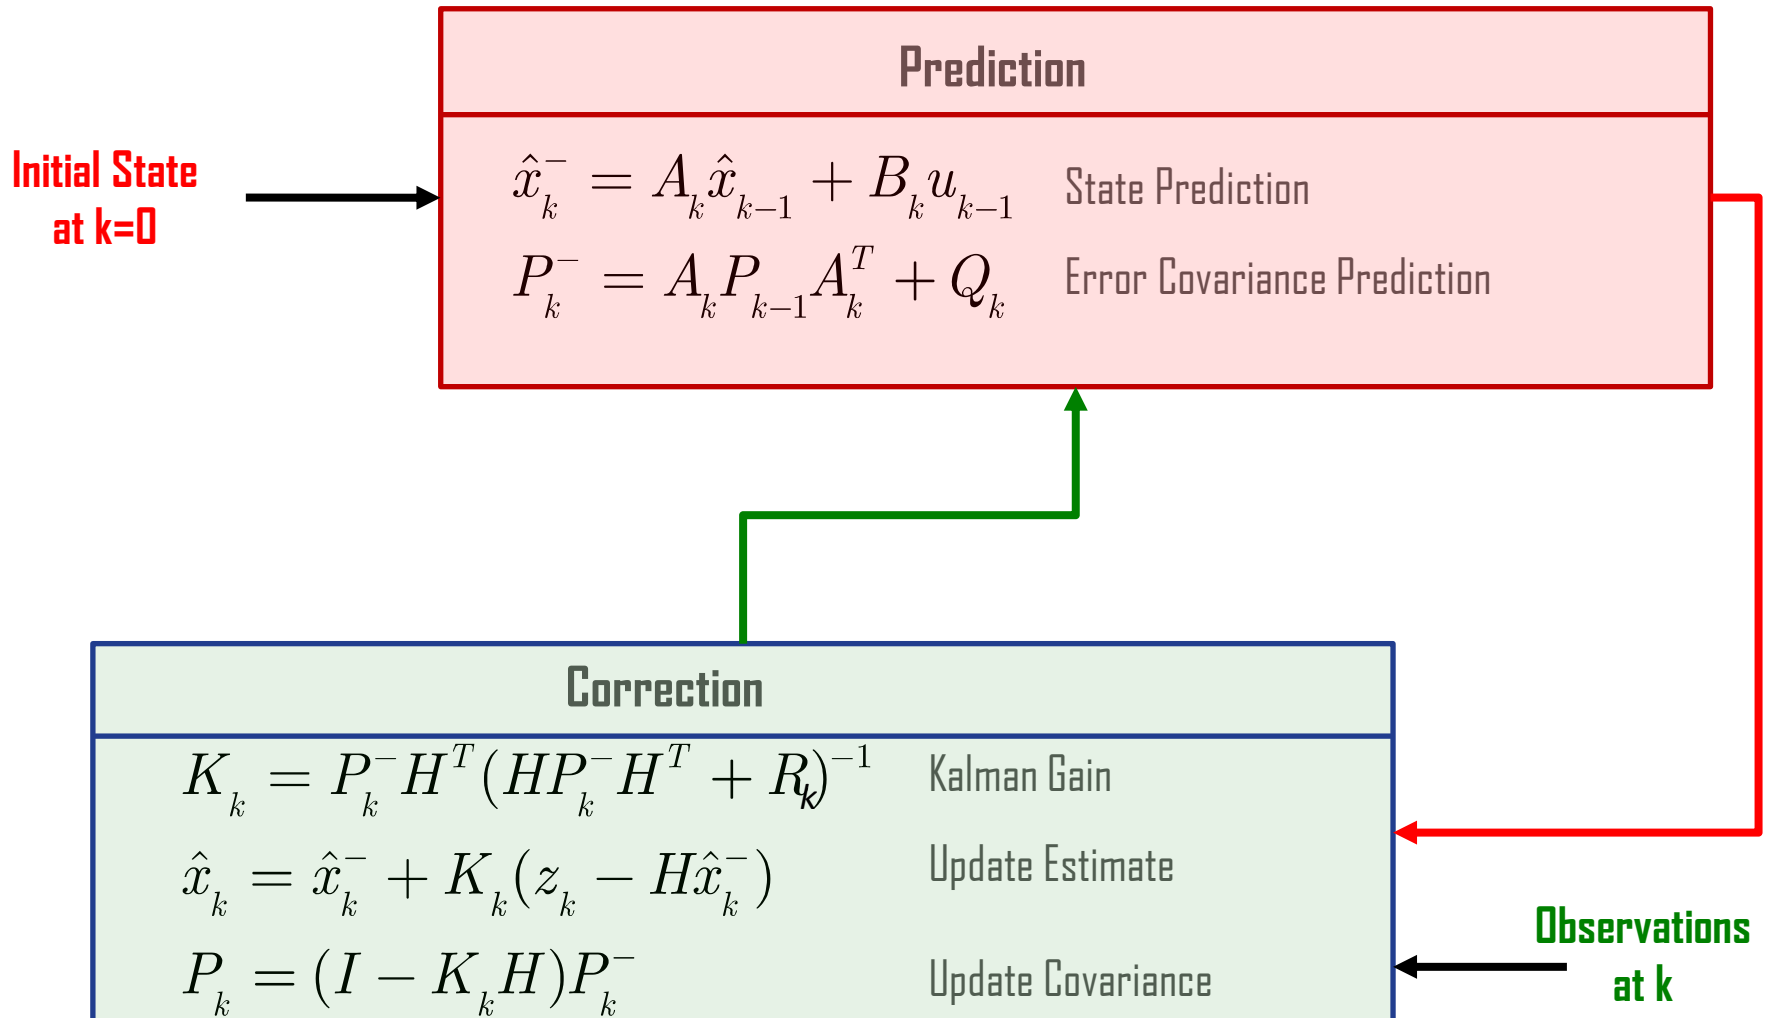 Prediction
Initial State
at k=0
x̂ₖ⁻ = Aₖx̂ₖ₋₁ + Bₖuₖ₋₁ State Prediction
Pₖ⁻ = AₖPₖ₋₁Aₖᵀ + Qₖ Error Covariance Prediction
Correction
Kₖ = Pₖ⁻Hᵀ(HPₖ⁻Hᵀ + Rₖ)⁻¹ Kalman Gain
x̂ₖ = x̂ₖ⁻ + Kₖ(zₖ − Hx̂ₖ⁻) Update Estimate
Pₖ = (I − KₖH)Pₖ⁻ Update Covariance
Observations
at k